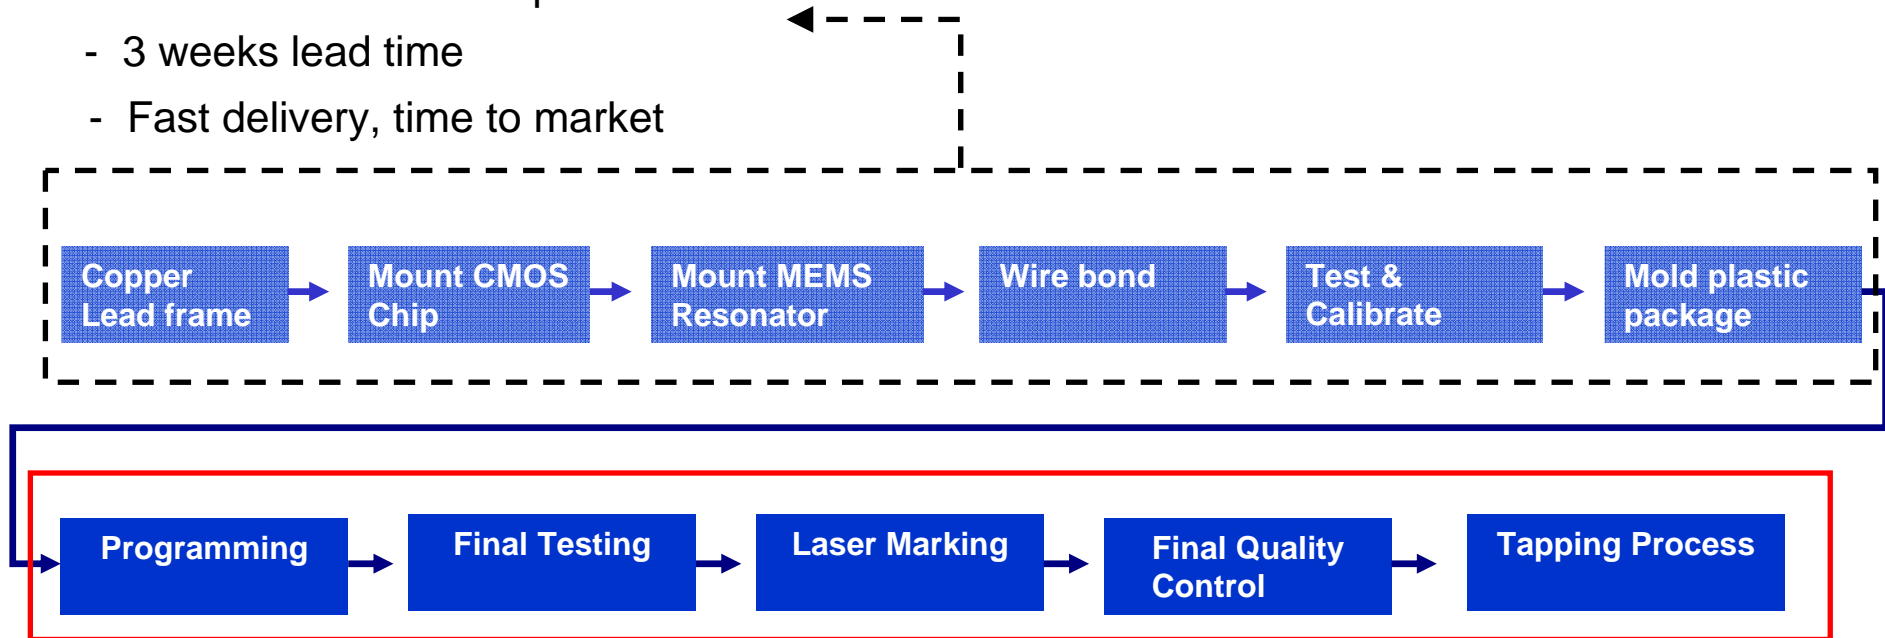 - 3 weeks lead time
- Fast delivery, time to market
Copper
Lead frame
Mount CMOS
Chip
Mount MEMS
Resonator
Wire bond
Test &
Calibrate
Mold plastic
package
Programming
Final Testing
Laser Marking
Final Quality
Control
Tapping Process